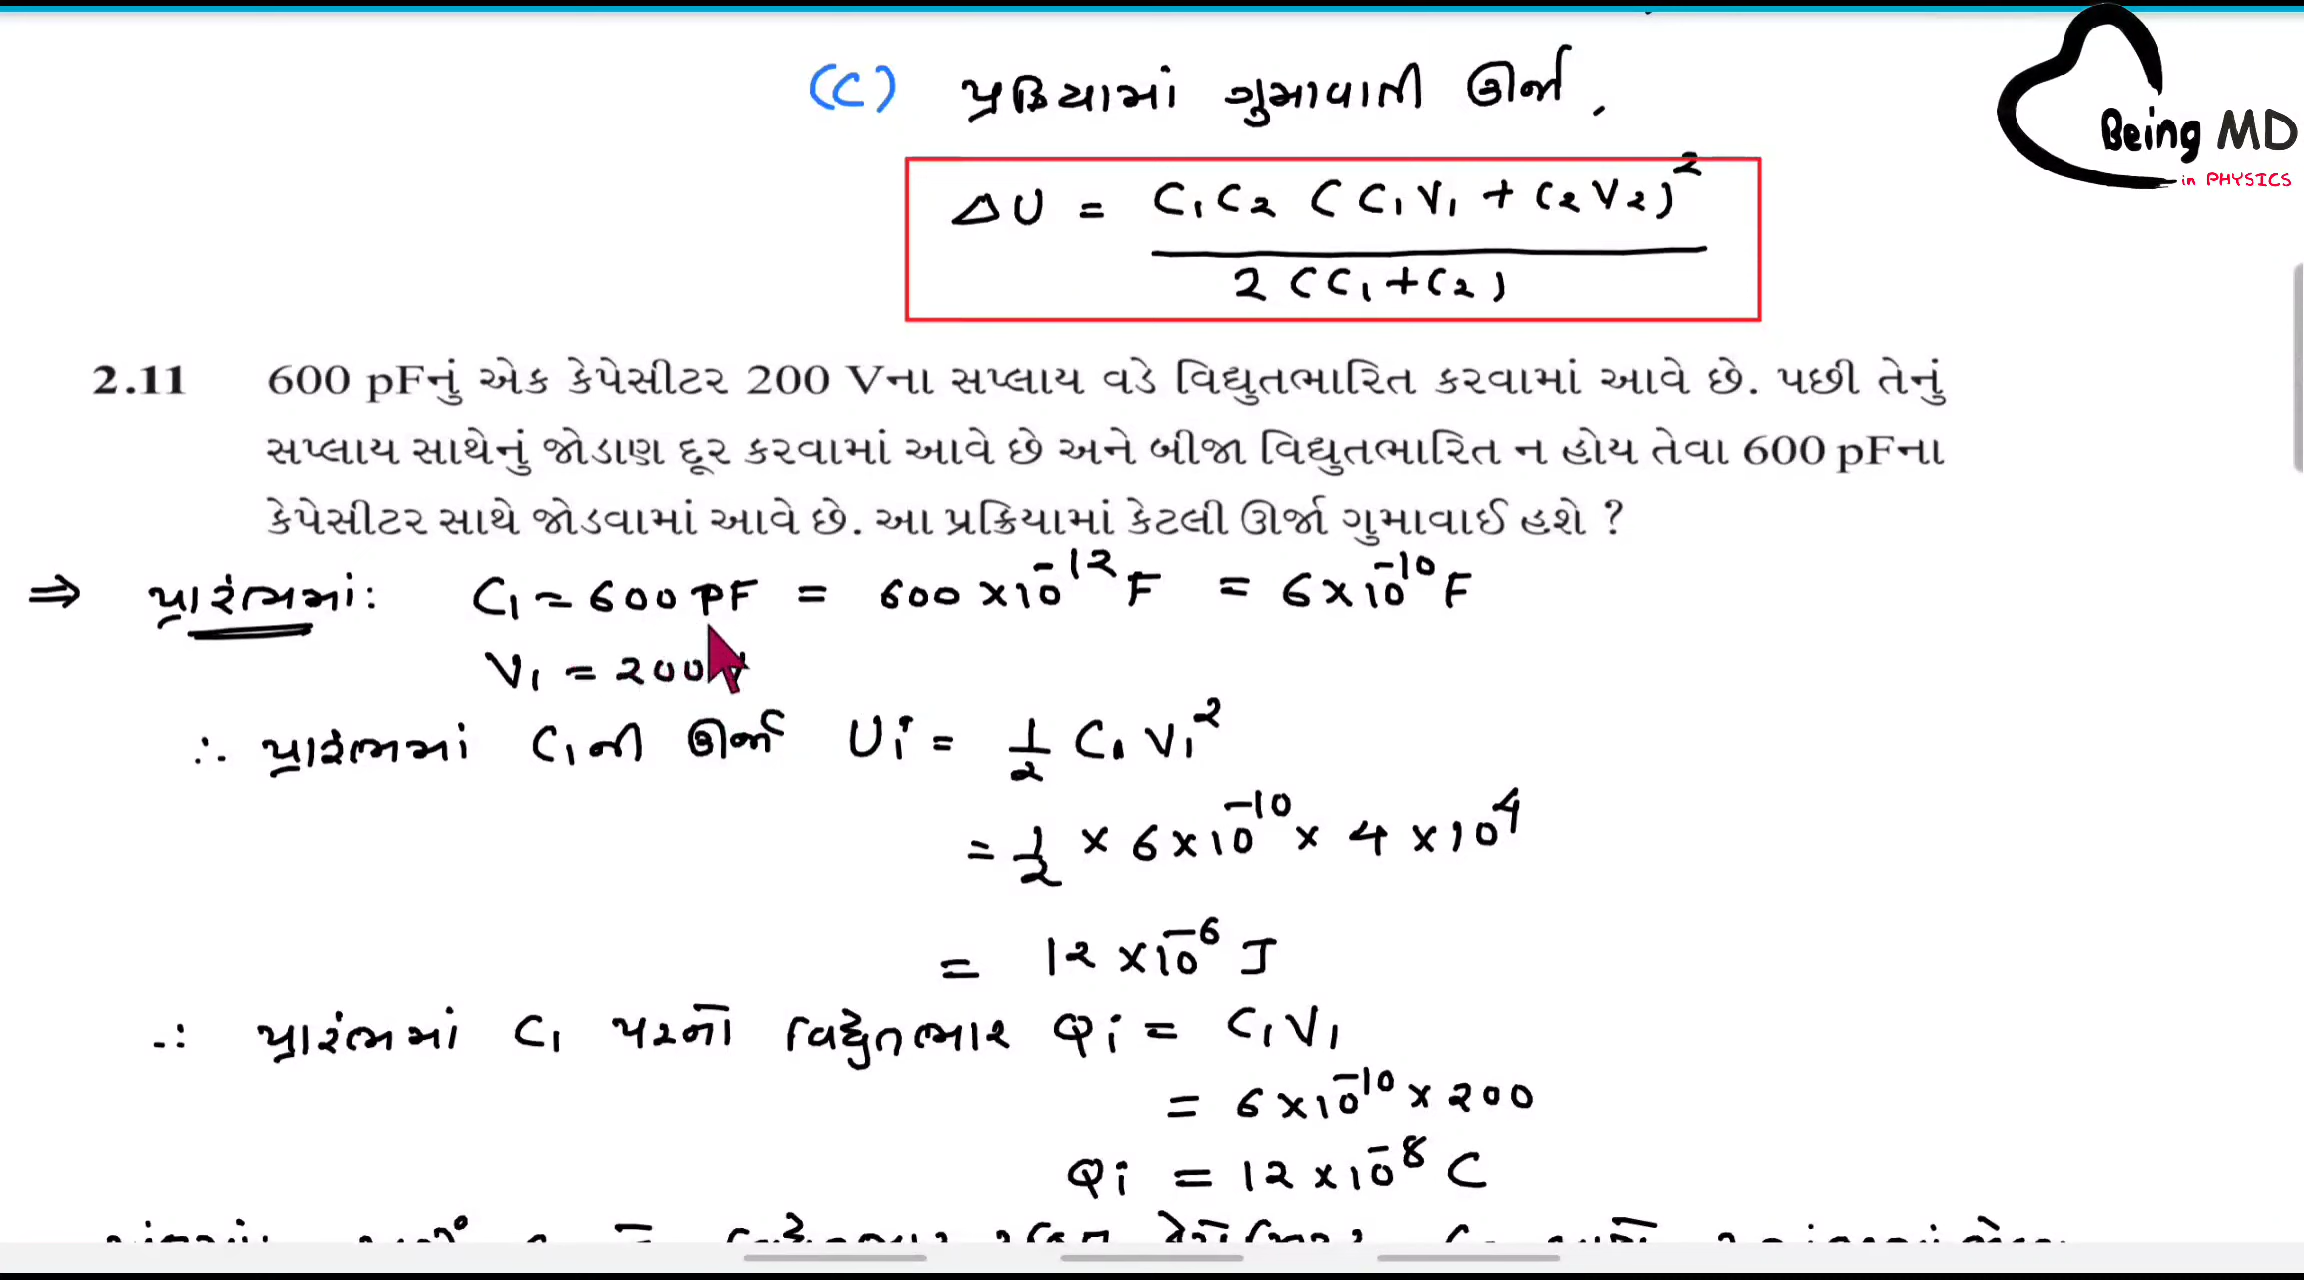 (C) પ્રક્રિયામાં ગુમાવાતી ઊર્જા.
Being MD
in PHYSICS
ΔU = C₁C₂ (C₁V₁ + C₂V₂)² / 2 (C₁+C₂)
2.11 600 pFનું એક કેપેસીટર 200 Vના સપ્લાય વડે વિદ્યુતભારિત કરવામાં આવે છે. પછી તેનું
સપ્લાય સાથેનું જોડાણ દૂર કરવામાં આવે છે અને બીજા વિદ્યુતભારિત ન હોય તેવા 600 pFના
કેપેસીટર સાથે જોડવામાં આવે છે. આ પ્રક્રિયામાં કેટલી ઊર્જા ગુમાવાઈ હશે ?
⇒ પ્રારંભમાં: C₁ = 600 PF = 600 × 10⁻¹² F = 6 × 10⁻¹⁰ F
V₁ = 200 V
∴ પ્રારંભમાં C₁ની ઊર્જા Ui = 1/2 C₁ V₁²
= 1/2 × 6 × 10⁻¹⁰ × 4 × 10⁴
= 12 × 10⁻⁶ J
∴ પ્રારંભમાં C₁ પરનો વિદ્યુતભાર Qi = C₁V₁
= 6 × 10⁻¹⁰ × 200
Qi = 12 × 10⁻⁸ C